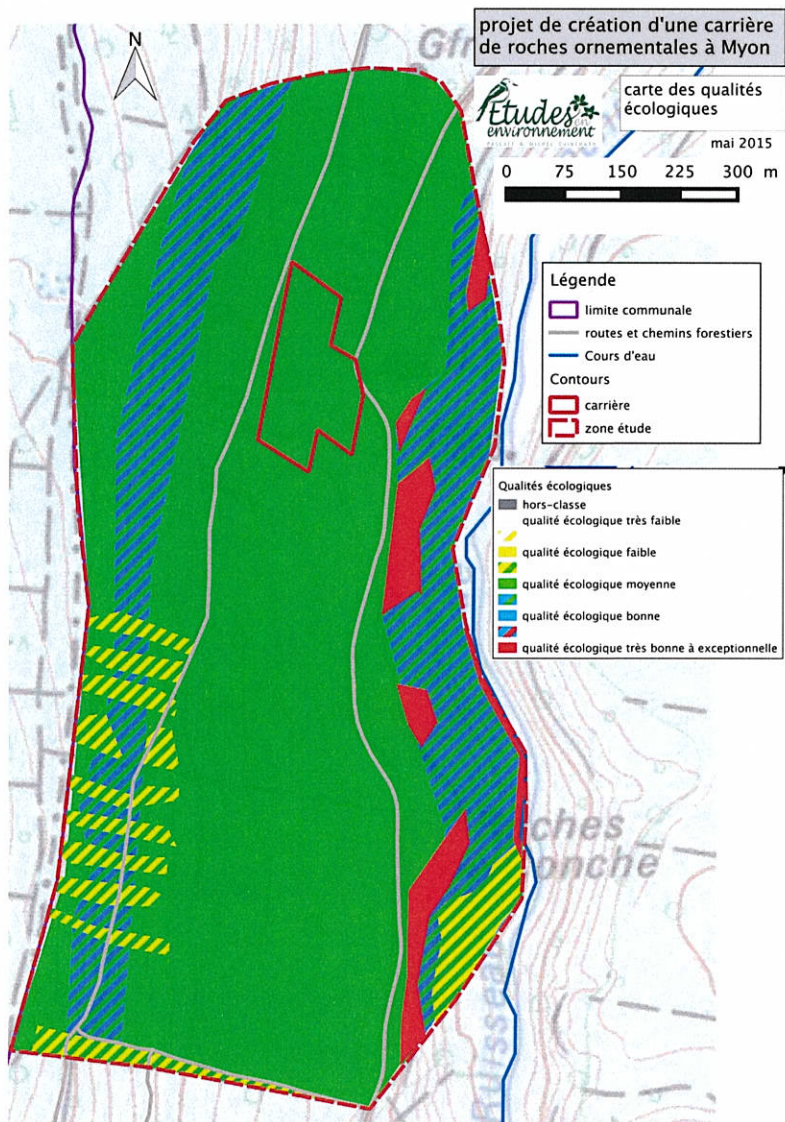 projet de création d'une carrière
de roches ornementales à Myon
N
Gfr
Études
en
environnement
carte des qualités
écologiques
mai 2015
0 75 150 225 300 m
Légende
limite communale
routes et chemins forestiers
Cours d'eau
Contours
carrière
zone étude
Qualités écologiques
hors-classe
qualité écologique très faible
qualité écologique faible
qualité écologique moyenne
qualité écologique bonne
qualité écologique très bonne à exceptionnelle
ches
onche
Ruisseau